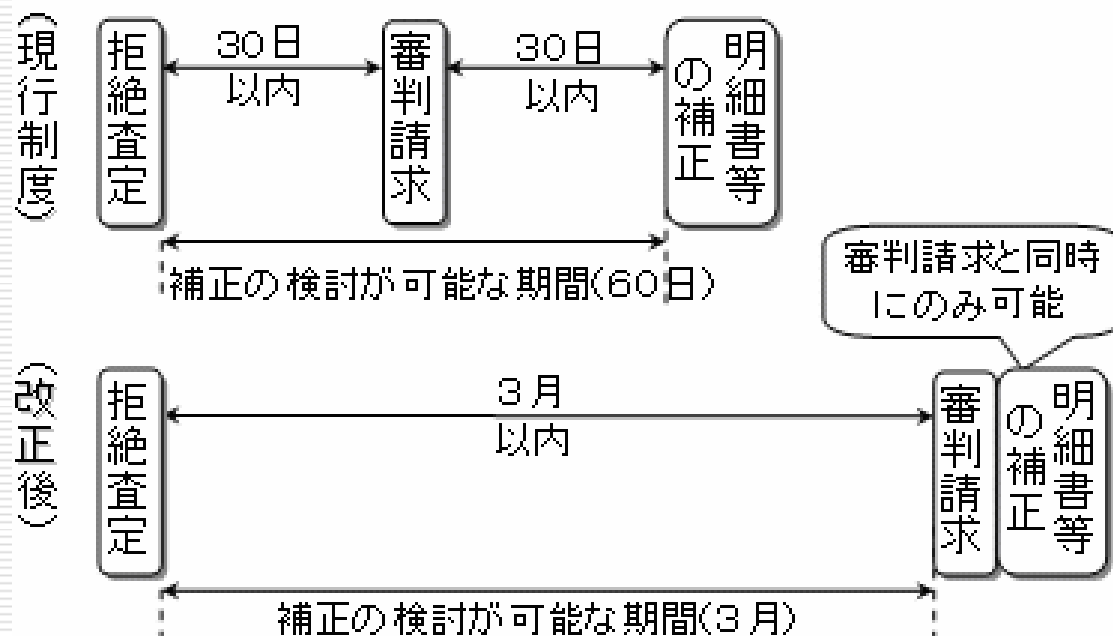 (現行制度)
拒絶査定
30日
以内
審判請求
30日
以内
明細書等
の補正
補正の検討が可能な期間(60日)
審判請求と同時
にのみ可能
(改正後)
拒絶査定
3月
以内
審判請求
明細書等
の補正
補正の検討が可能な期間(3月)